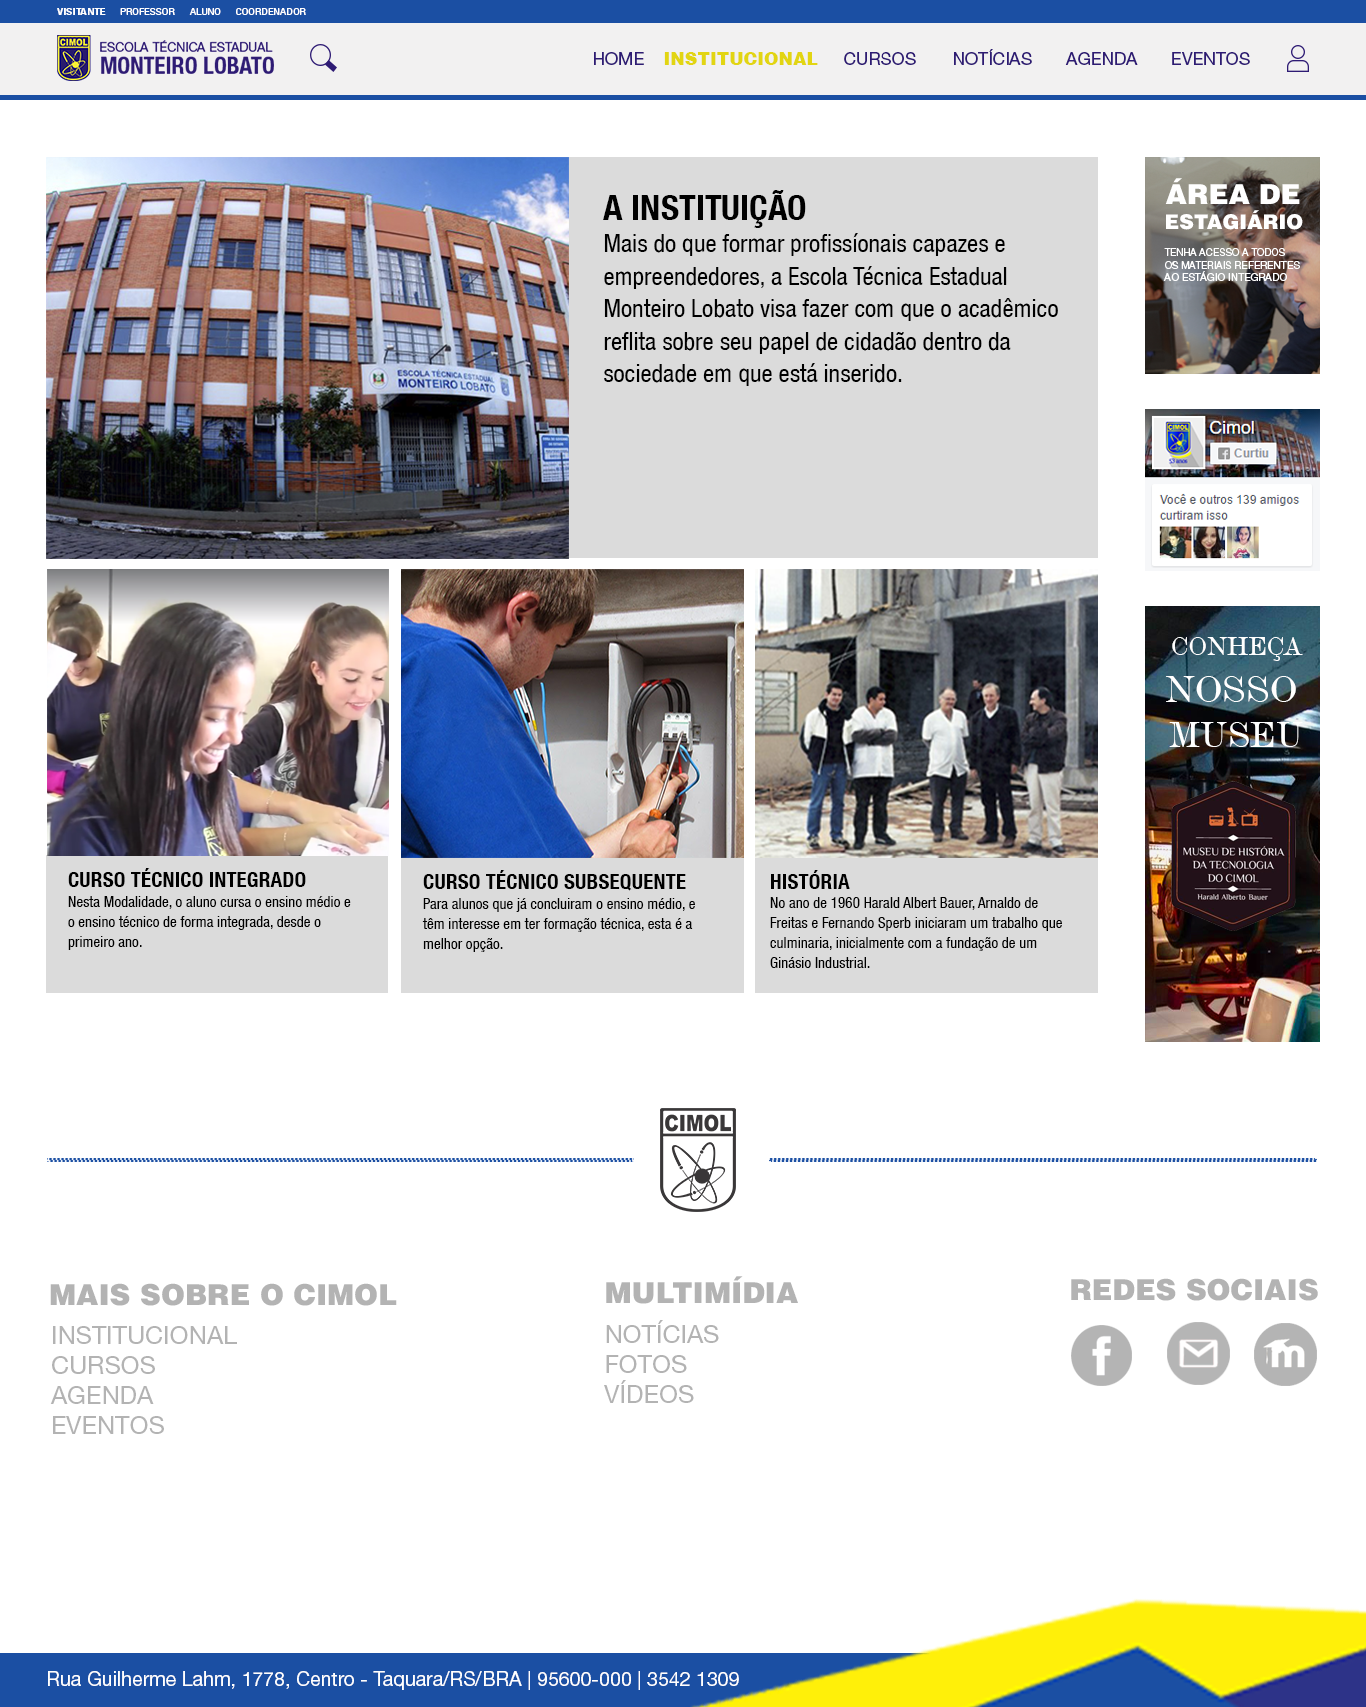 VISITANTE PROFESSOR ALUNO COORDENADOR
CIMOL
ESCOLA TÉCNICA ESTADUAL
MONTEIRO LOBATO
HOME INSTITUCIONAL CURSOS NOTÍCIAS AGENDA EVENTOS
ESCOLA TÉCNICA ESTADUAL
MONTEIRO LOBATO
A INSTITUIÇÃO
Mais do que formar profissíonais capazes e
empreendedores, a Escola Técnica Estadual
Monteiro Lobato visa fazer com que o acadêmico
reflita sobre seu papel de cidadão dentro da
sociedade em que está inserido.
ÁREA DE
ESTAGIÁRIO
TENHA ACESSO A TODOS
OS MATERIAIS REFERENTES
AO ESTÁGIO INTEGRADO
CIMOL
Cimol
Curtiu
Você e outros 139 amigos
curtiram isso
CURSO TÉCNICO INTEGRADO
Nesta Modalidade, o aluno cursa o ensino médio e
o ensino técnico de forma integrada, desde o
primeiro ano.
CURSO TÉCNICO SUBSEQUENTE
Para alunos que já concluiram o ensino médio, e
têm interesse em ter formação técnica, esta é a
melhor opção.
HISTÓRIA
No ano de 1960 Harald Albert Bauer, Arnaldo de
Freitas e Fernando Sperb iniciaram um trabalho que
culminaria, inicialmente com a fundação de um
Ginásio Industrial.
CONHEÇA
NOSSO
MUSEU
MUSEU DE HISTÓRIA
DA TECNOLOGIA
DO CIMOL
Harald Alberto Bauer
CIMOL
MAIS SOBRE O CIMOL
INSTITUCIONAL
CURSOS
AGENDA
EVENTOS
MULTIMÍDIA
NOTÍCIAS
FOTOS
VÍDEOS
REDES SOCIAIS
Rua Guilherme Lahm, 1778, Centro - Taquara/RS/BRA | 95600-000 | 3542 1309